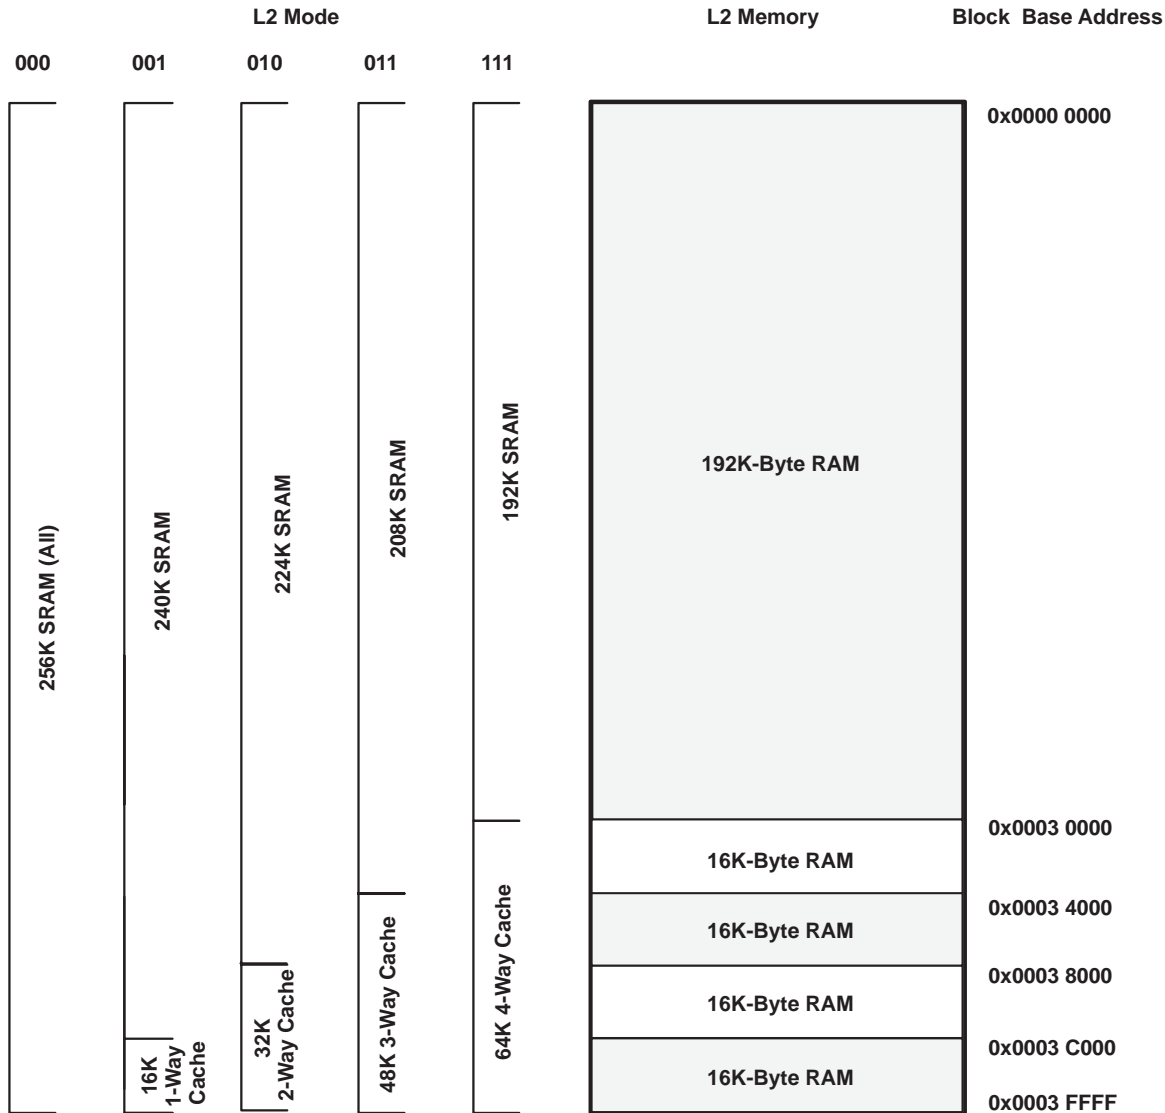 L2 Mode
L2 Memory
Block Base Address
000
001
010
011
111
0x0000 0000
256K SRAM (All)
240K SRAM
224K SRAM
208K SRAM
192K SRAM
192K-Byte RAM
0x0003 0000
16K-Byte RAM
0x0003 4000
16K-Byte RAM
0x0003 8000
16K-Byte RAM
0x0003 C000
16K-Byte RAM
0x0003 FFFF
16K
1-Way
Cache
32K
2-Way Cache
48K 3-Way Cache
64K 4-Way Cache